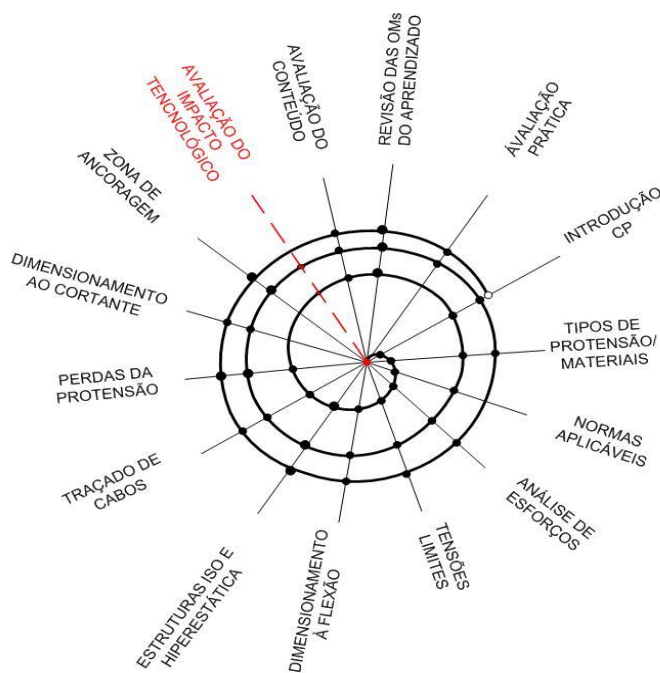 AVALIAÇÃO DO
IMPACTO
TENCNOLÓGICO
AVALIAÇÃO DO
CONTEÚDO
REVISÃO DAS OMs
DO APRENDIZADO
ÁVALIAÇÃO
PRÁTICA
INTRODUÇÃO
CP
TIPOS DE
PROTENSÃO/
MATERIAIS
NORMAS
APLICÁVEIS
ANÁLISE DE
ESFORÇOS
TENSÕES
LIMITES
DIMENSIONAMENTO
À FLEXÃO
ESTRUTURAS ISO E
HIPERESTÁTICA
TRAÇADO DE
CABOS
PERDAS DA
PROTENSÃO
DIMENSIONAMENTO
AO CORTANTE
ZONA DE
ANCORAGEM